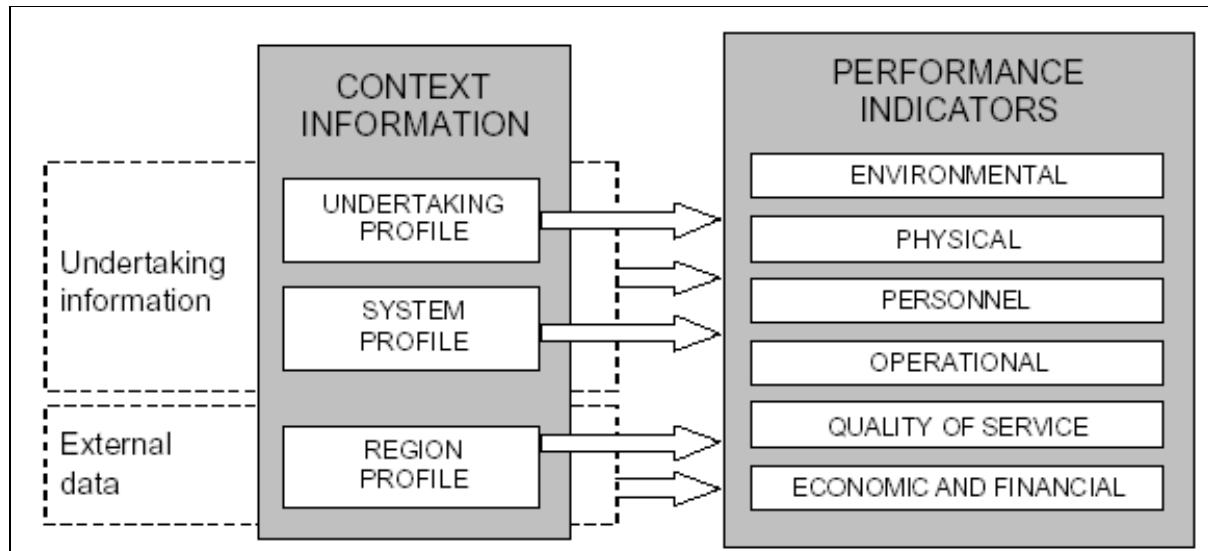 CONTEXT
INFORMATION
Undertaking
information
UNDERTAKING
PROFILE
SYSTEM
PROFILE
External
data
REGION
PROFILE
PERFORMANCE
INDICATORS
ENVIRONMENTAL
PHYSICAL
PERSONNEL
OPERATIONAL
QUALITY OF SERVICE
ECONOMIC AND FINANCIAL